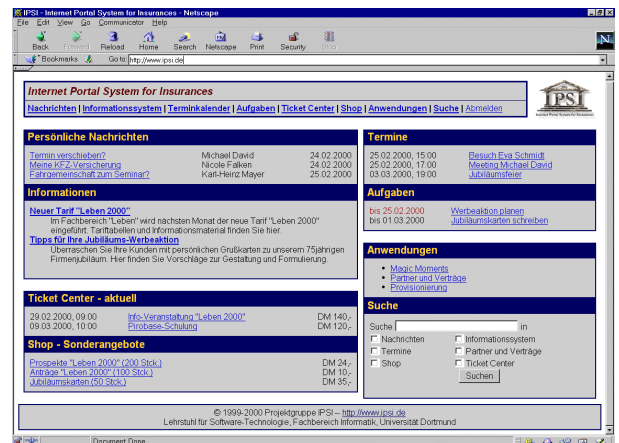 IPSI - Internet Portal System for Insurances - Netscape
File Edit View Go Communicator Help
Back Forward Reload Home Search Netscape Print Security Stop
Bookmarks Go to: http://www.ipsi.de
Internet Portal System for Insurances
Nachrichten | Informationssystem | Terminkalender | Aufgaben | Ticket Center | Shop | Anwendungen | Suche | Abmelden
IPSI
Internet Portal System for Insurances
Persönliche Nachrichten
Termin verschieben? Michael David 24.02.2000
Meine KFZ-Versicherung Nicole Falken 24.02.2000
Fahrgemeinschaft zum Seminar? Karl-Heinz Mayer 25.02.2000
Informationen
Neuer Tarif "Leben 2000"
Im Fachbereich "Leben" wird nächsten Monat der neue Tarif "Leben 2000"
eingeführt. Tariftabellen und Informationsmaterial finden Sie hier.
Tipps für Ihre Jubiläums-Werbeaktion
Überraschen Sie Ihre Kunden mit persönlichen Grußkarten zu unserem 75jährigen
Firmenjubiläum. Hier finden Sie Vorschläge zur Gestaltung und Formulierung.
Ticket Center - aktuell
29.02.2000, 09:00 Info-Veranstaltung "Leben 2000" DM 140,-
09.03.2000, 10:00 Pirobase-Schulung DM 120,-
Shop - Sonderangebote
Prospekte "Leben 2000" (200 Stck.) DM 24,-
Anträge "Leben 2000" (100 Stck.) DM 10,-
Jubiläumskarten (50 Stck.) DM 35,-
Termine
25.02.2000, 15:00 Besuch Eva Schmidt
25.02.2000, 17:00 Meeting Michael David
03.03.2000, 19:00 Jubiläumsfeier
Aufgaben
bis 25.02.2000 Werbeaktion planen
bis 01.03.2000 Jubiläumskarten schreiben
Anwendungen
Magic Moments
Partner und Verträge
Provisionierung
Suche
Suche in
Nachrichten Informationssystem
Termine Partner und Verträge
Shop Ticket Center
Suchen
© 1999-2000 Projektgruppe IPSI -- http://www.ipsi.de
Lehrstuhl für Software-Technologie, Fachbereich Informatik, Universität Dortmund
Document Done